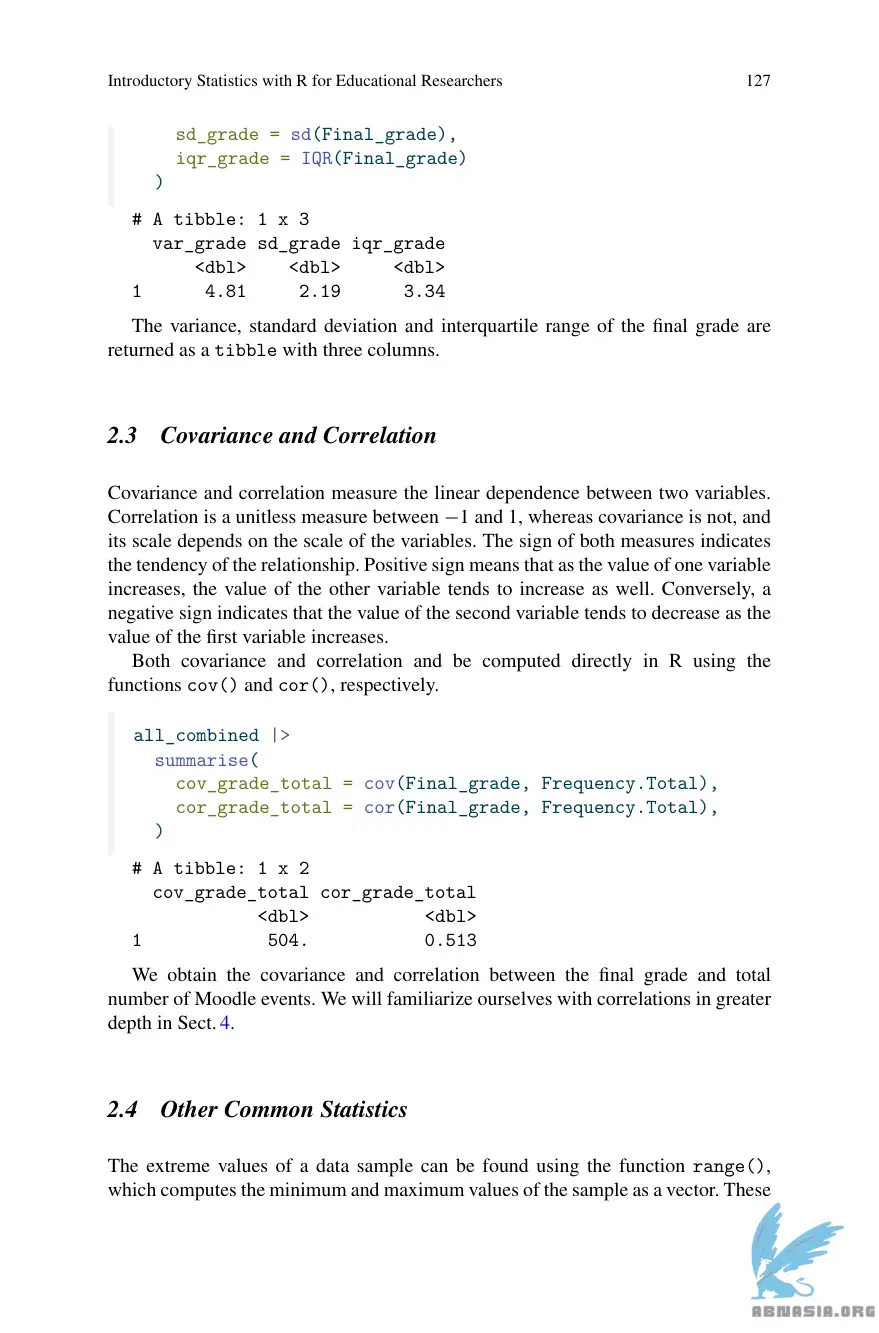 Introductory Statistics with R for Educational Researchers 127
sd_grade = sd(Final_grade),
iqr_grade = IQR(Final_grade)
)
# A tibble: 1 x 3
var_grade sd_grade iqr_grade
<dbl> <dbl> <dbl>
1 4.81 2.19 3.34
The variance, standard deviation and interquartile range of the final grade are
returned as a tibble with three columns.
2.3 Covariance and Correlation
Covariance and correlation measure the linear dependence between two variables.
Correlation is a unitless measure between −1 and 1, whereas covariance is not, and
its scale depends on the scale of the variables. The sign of both measures indicates
the tendency of the relationship. Positive sign means that as the value of one variable
increases, the value of the other variable tends to increase as well. Conversely, a
negative sign indicates that the value of the second variable tends to decrease as the
value of the first variable increases.
Both covariance and correlation and be computed directly in R using the
functions cov() and cor(), respectively.
all_combined |>
summarise(
cov_grade_total = cov(Final_grade, Frequency.Total),
cor_grade_total = cor(Final_grade, Frequency.Total),
)
# A tibble: 1 x 2
cov_grade_total cor_grade_total
<dbl> <dbl>
1 504. 0.513
We obtain the covariance and correlation between the final grade and total
number of Moodle events. We will familiarize ourselves with correlations in greater
depth in Sect. 4.
2.4 Other Common Statistics
The extreme values of a data sample can be found using the function range(),
which computes the minimum and maximum values of the sample as a vector. These
ABNASIA.ORG